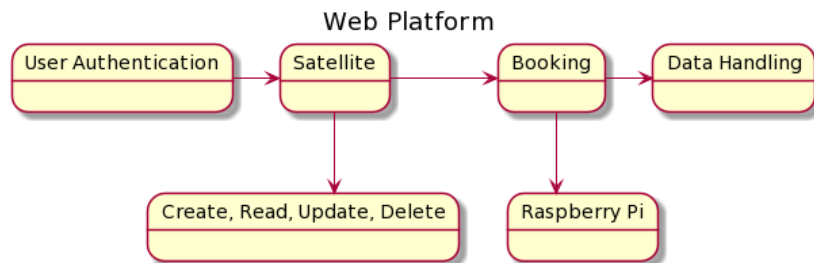 Web Platform
User Authentication
Satellite
Booking
Data Handling
Create, Read, Update, Delete
Raspberry Pi